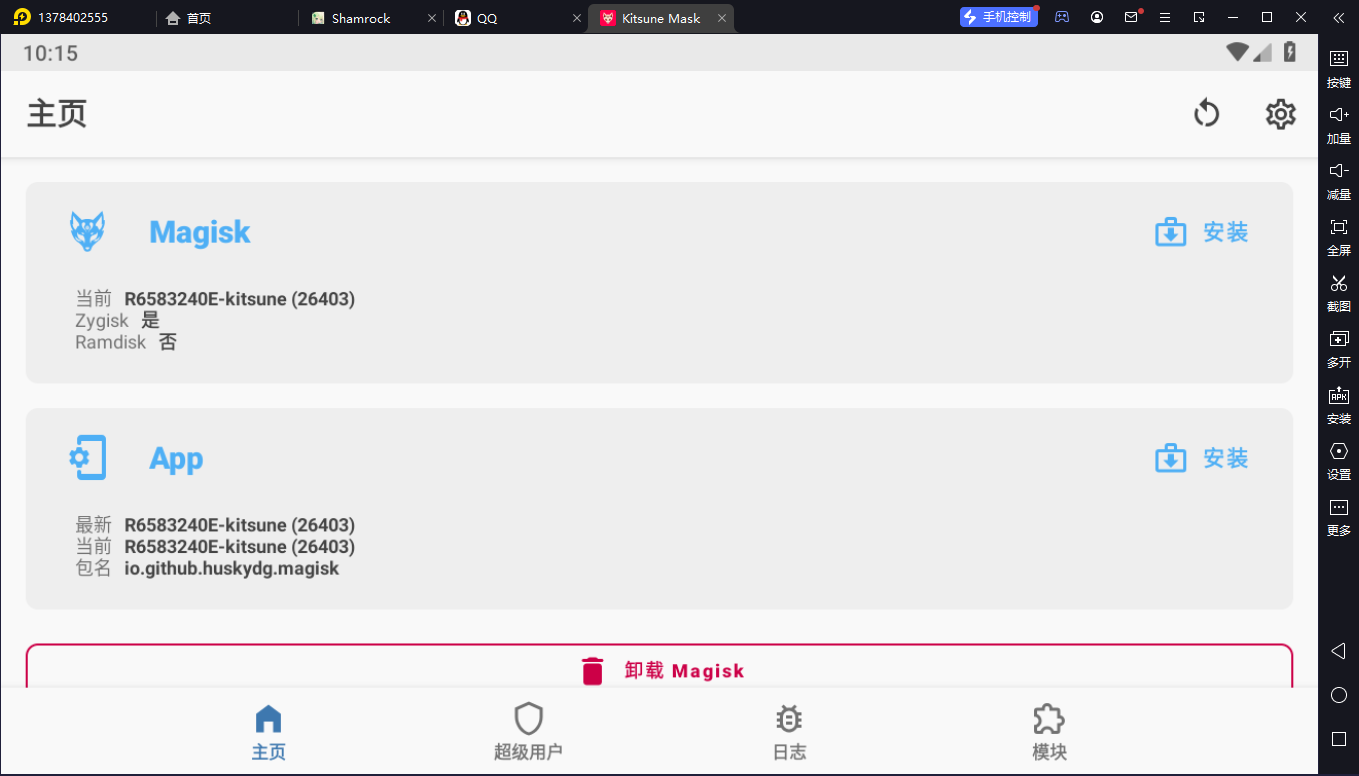 1378402555 首页 Shamrock QQ Kitsune Mask 手机控制
10:15
主页
Magisk 安装
当前 R6583240E-kitsune (26403)
Zygisk 是
Ramdisk 否
App 安装
最新 R6583240E-kitsune (26403)
当前 R6583240E-kitsune (26403)
包名 io.github.huskydg.magisk
卸载 Magisk
主页 超级用户 日志 模块
按键
加量
减量
全屏
截图
多开
APK
安装
设置
更多